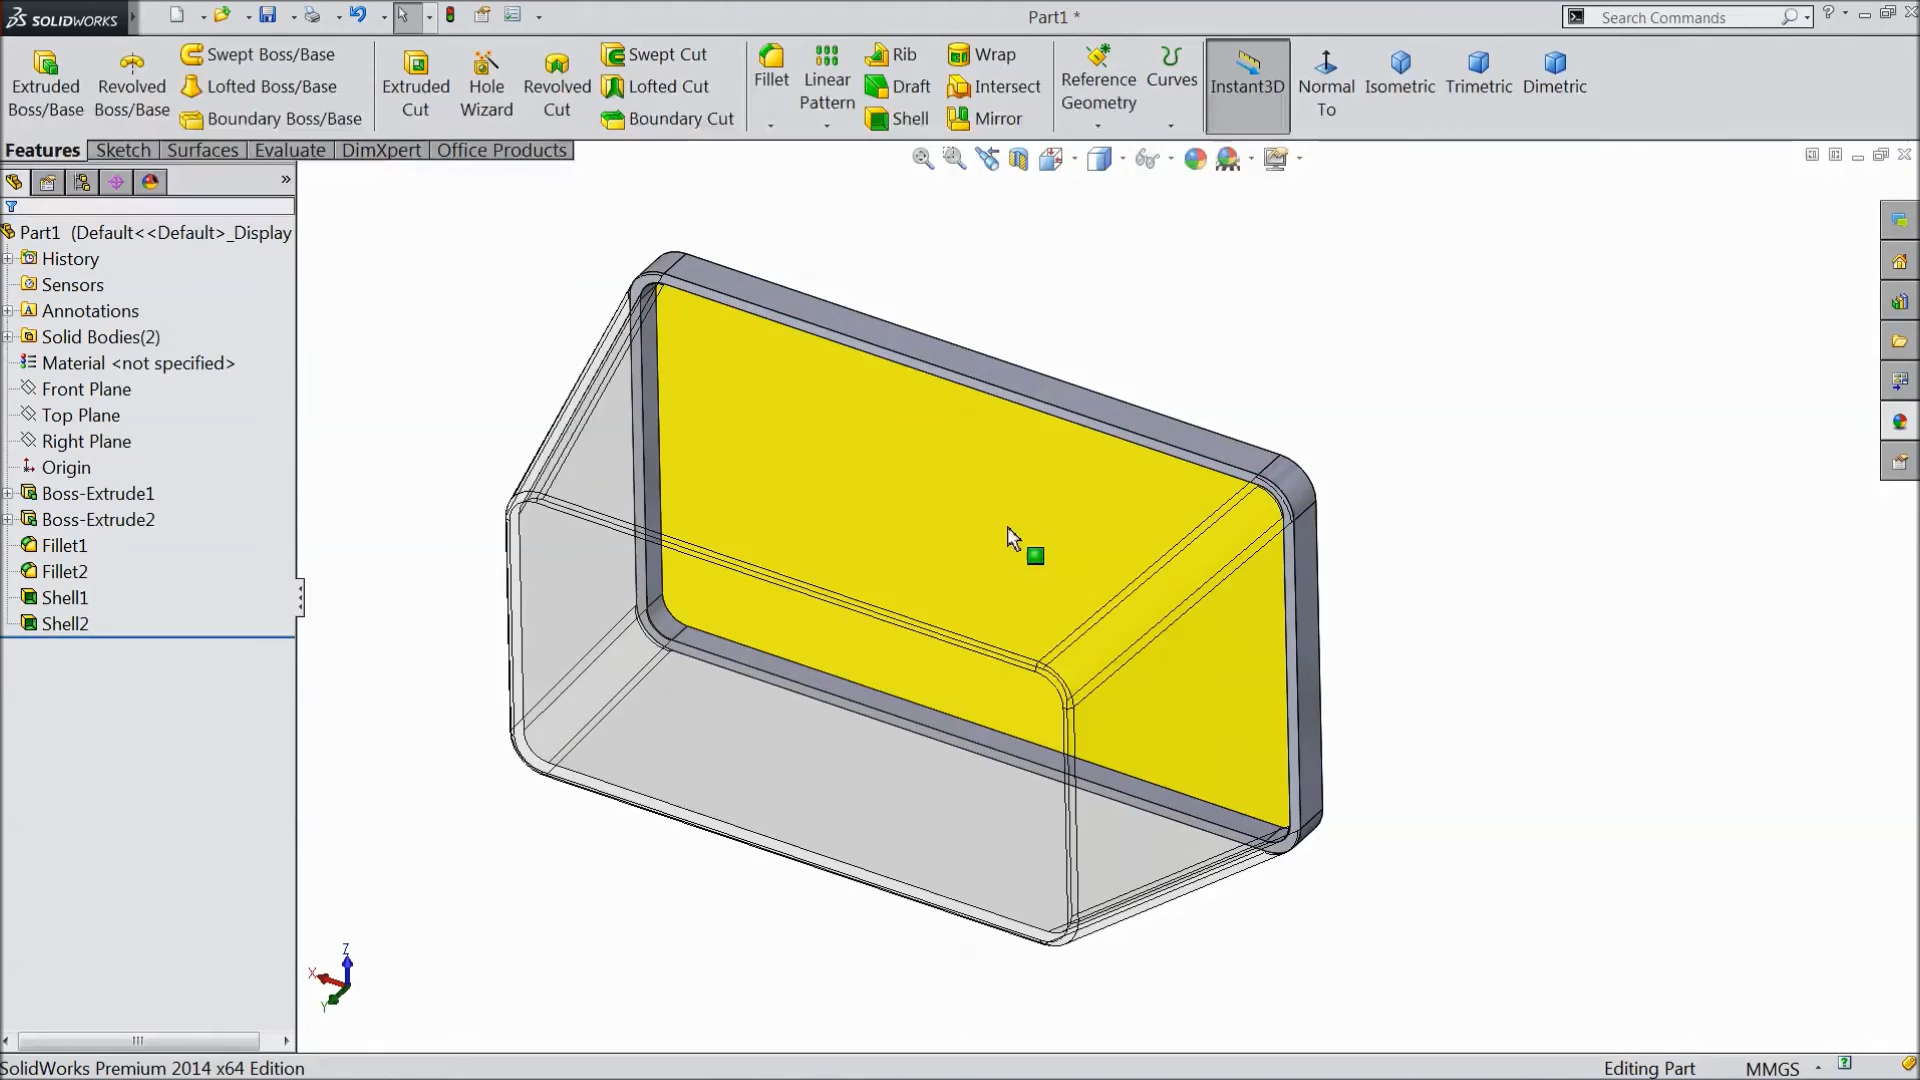 SOLIDWORKS
Part1 *
Search Commands
Extruded Boss/Base
Revolved Boss/Base
Swept Boss/Base
Lofted Boss/Base
Boundary Boss/Base
Extruded Cut
Hole Wizard
Revolved Cut
Swept Cut
Lofted Cut
Boundary Cut
Fillet
Linear Pattern
Rib
Draft
Shell
Wrap
Intersect
Mirror
Reference Geometry
Curves
Instant3D
Normal To
Isometric
Trimetric
Dimetric
Features
Sketch
Surfaces
Evaluate
DimXpert
Office Products
Part1 (Default<<Default>_Display
History
Sensors
Annotations
Solid Bodies(2)
Material <not specified>
Front Plane
Top Plane
Right Plane
Origin
Boss-Extrude1
Boss-Extrude2
Fillet1
Fillet2
Shell1
Shell2
Z
X
Y
SolidWorks Premium 2014 x64 Edition
Editing Part
MMGS